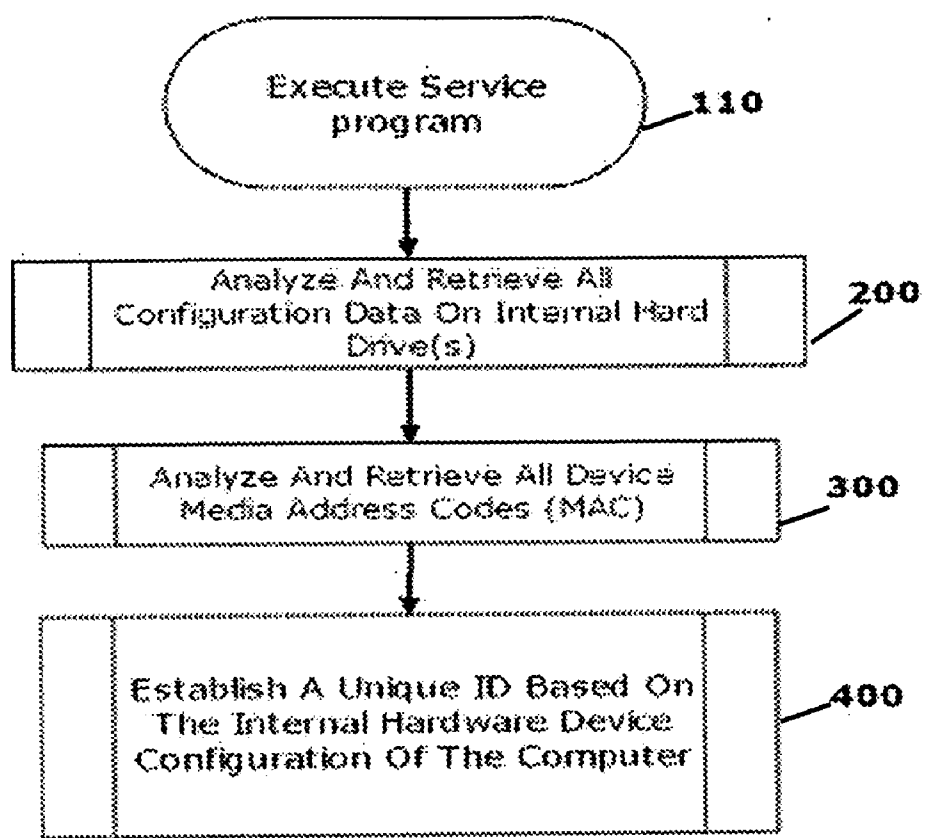 Execute Service
program
110
Analyze And Retrieve All
Configuration Data On Internal Hard
Drive(s)
200
Analyze And Retrieve All Device
Media Address Codes (MAC)
300
Establish A Unique ID Based On
The Internal Hardware Device
Configuration Of The Computer
400